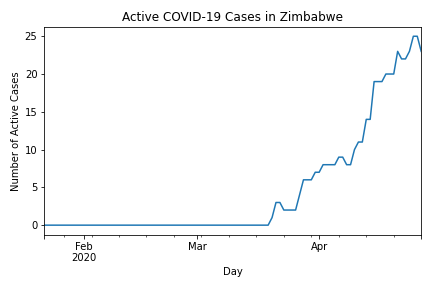 Active COVID-19 Cases in Zimbabwe
Number of Active Cases
25
20
15
10
5
0
Feb
2020
Mar
Apr
Day